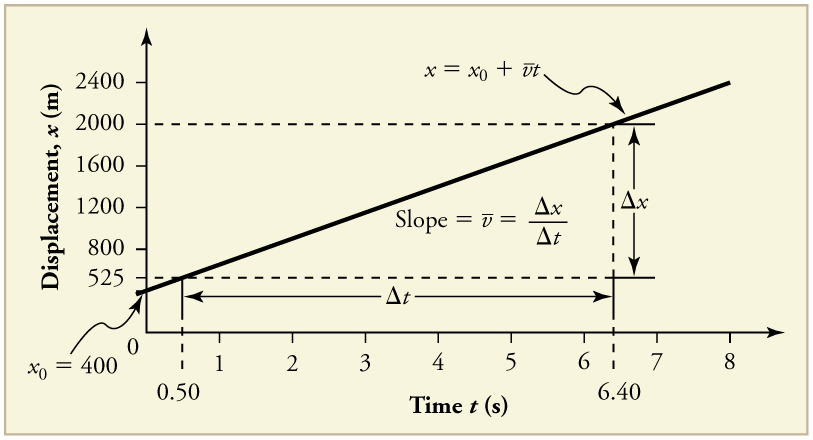 x = x₀ + v̄t
Displacement, x (m)
2400
2000
1600
1200
800
525
0
Slope = v̄ = Δx/Δt
Δx
Δt
x₀ = 400
1 2 3 4 5 6 7 8
0.50 6.40
Time t (s)